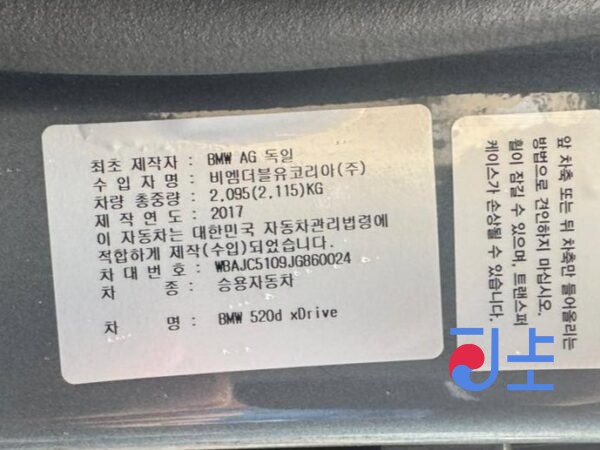 최초 제작자 : BMW AG 독일
수 입 자 명 : 비엠더블유코리아(주)
차량 총중량 : 2,095(2,115)KG
제 작 연 도 : 2017
이 자동차는 대한민국 자동차관리법령에
적합하게 제작(수입)되었습니다.
차 대 번 호 : WBAJC5109JG860024
차 종 : 승용자동차
차 명 : BMW 520d xDrive
앞 차축 또는 뒤 차축만 들어올리는
방법으로 견인하지 마십시오.
휠이 잠길 수 있으며, 트랜스퍼
케이스가 손상될 수 있습니다.